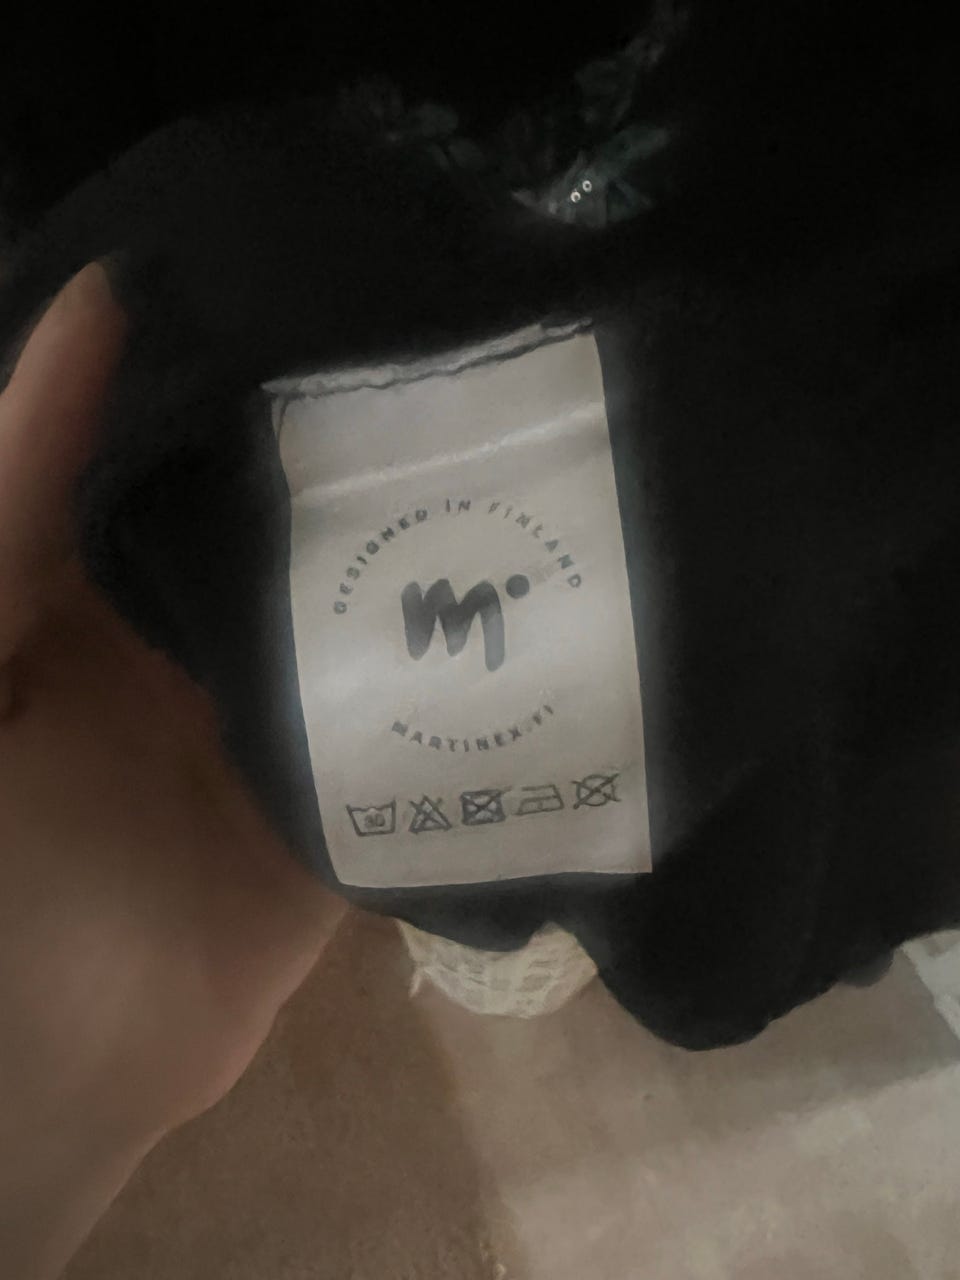 DESIGNED IN FINLAND
m
MARTINEX.FI
30